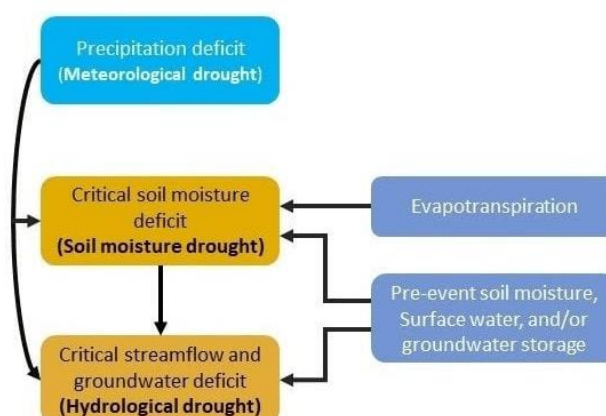 Precipitation deficit
(Meteorological drought)
Critical soil moisture
deficit
(Soil moisture drought)
Evapotranspiration
Pre-event soil moisture,
Surface water, and/or
groundwater storage
Critical streamflow and
groundwater deficit
(Hydrological drought)